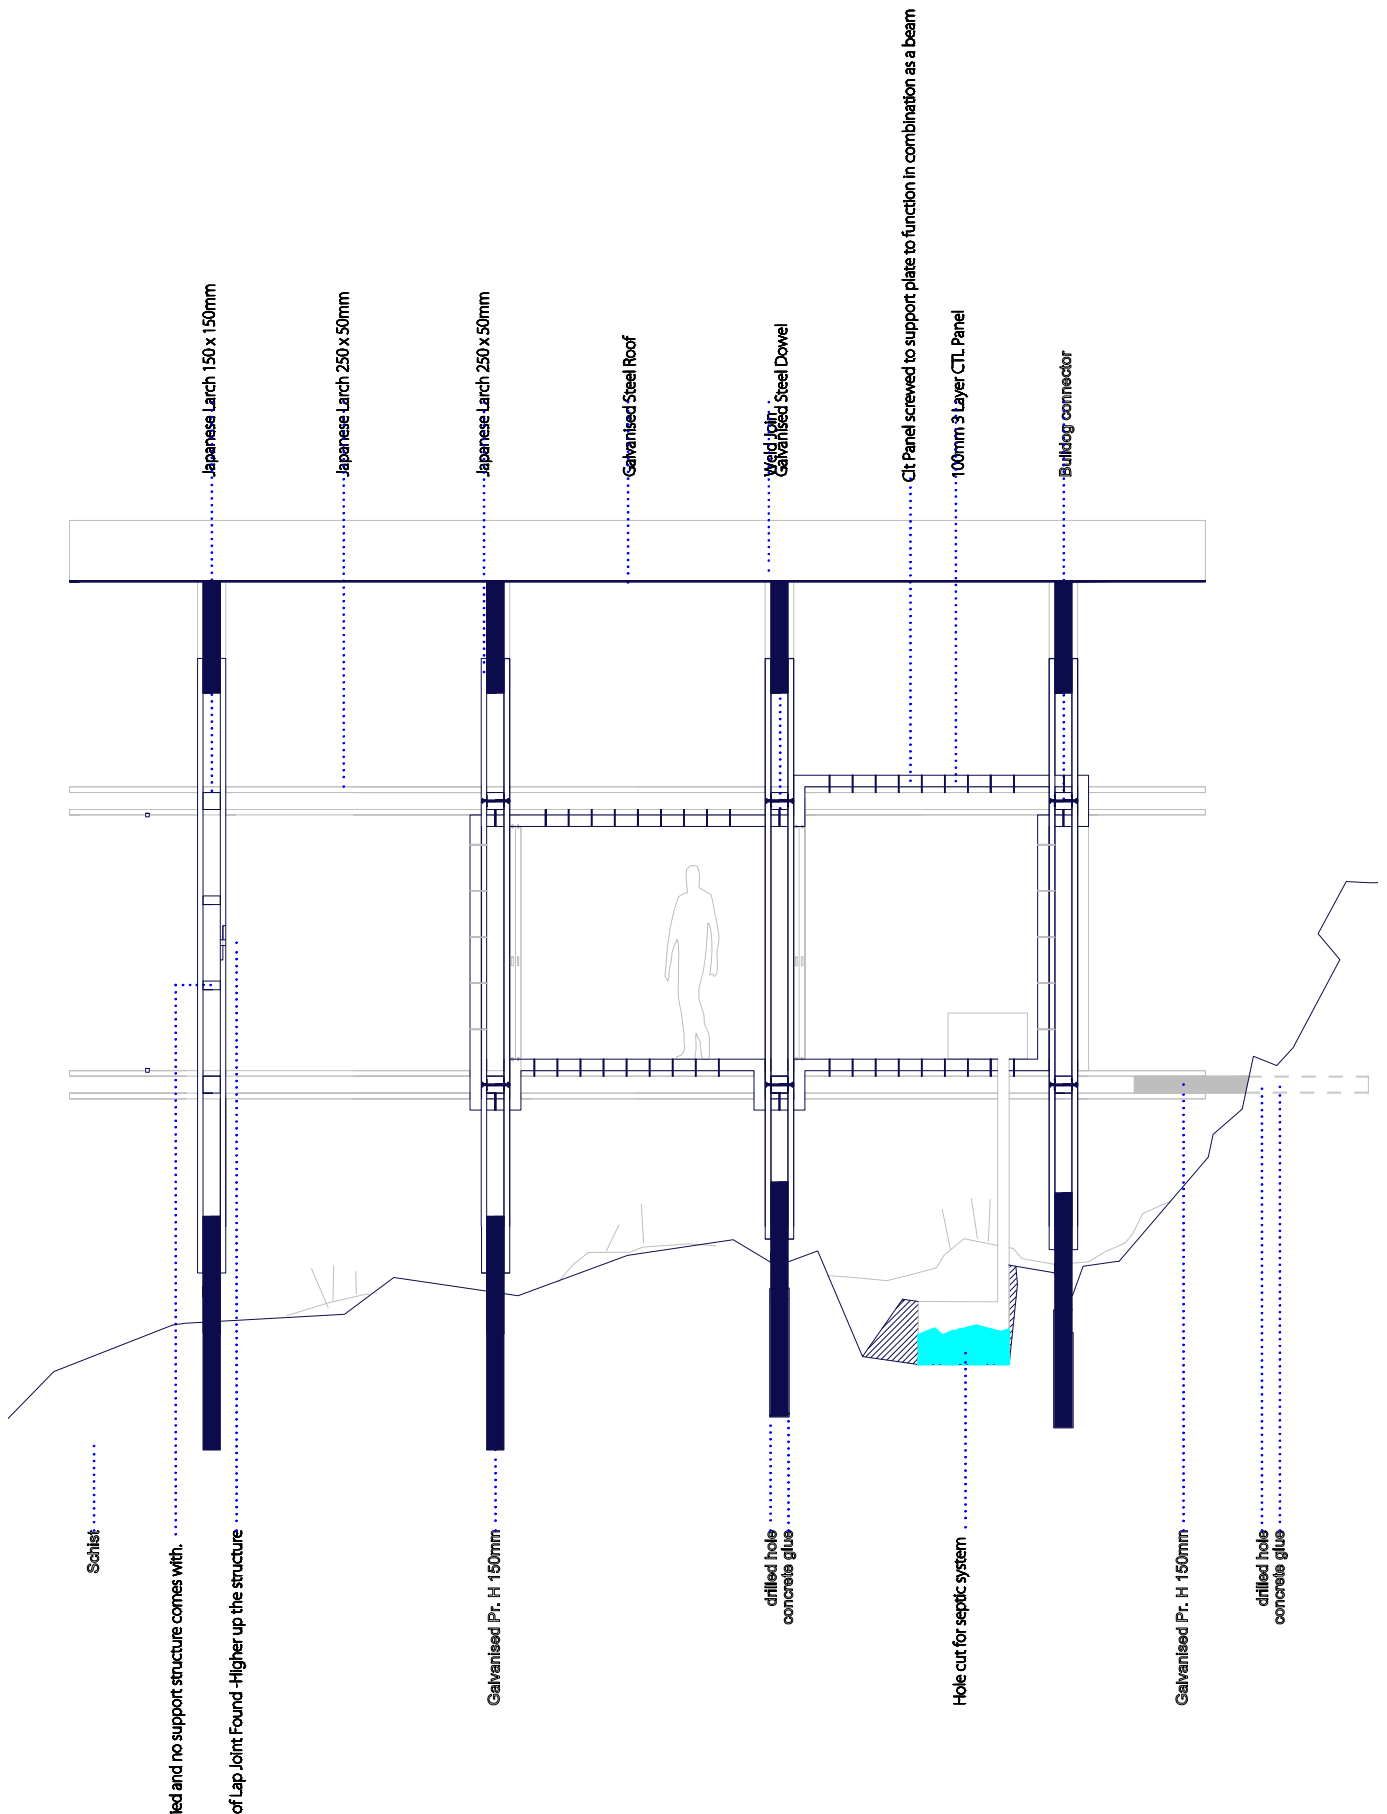 Japanese Larch 150 x 150mm
Japanese Larch 250 x 50mm
Japanese Larch 250 x 50mm
Galvanised Steel Roof
Weld Join
Galvanised Steel Dowel
Clt Panel screwed to support plate to function in combination as a beam
100mm 3 Layer CTL Panel
Bulldog connector
Schist
led and no support structure comes with.
of Lap Joint Found -Higher up the structure
Galvanised Pr. H 150mm
drilled hole
concrete glue
Hole cut for septic system
Galvanised Pr. H 150mm
drilled hole
concrete glue